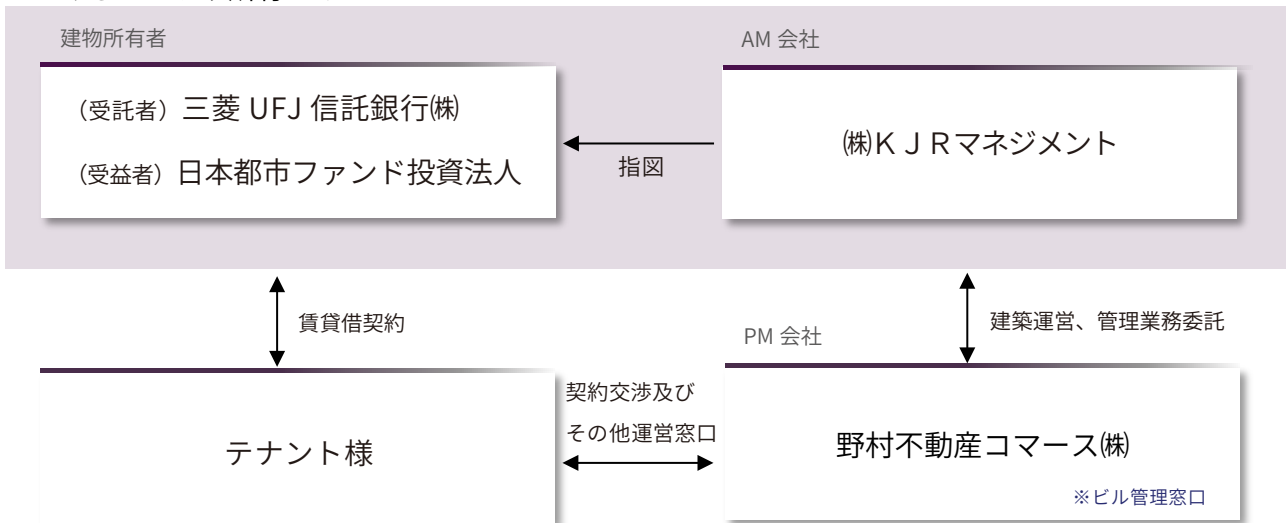 建物所有者
(受託者) 三菱 UFJ 信託銀行㈱
(受益者) 日本都市ファンド投資法人
指図
AM 会社
㈱ＫＪＲマネジメント
賃貸借契約
建築運営、管理業務委託
テナント様
契約交渉及び
その他運営窓口
PM 会社
野村不動産コマース㈱
※ビル管理窓口